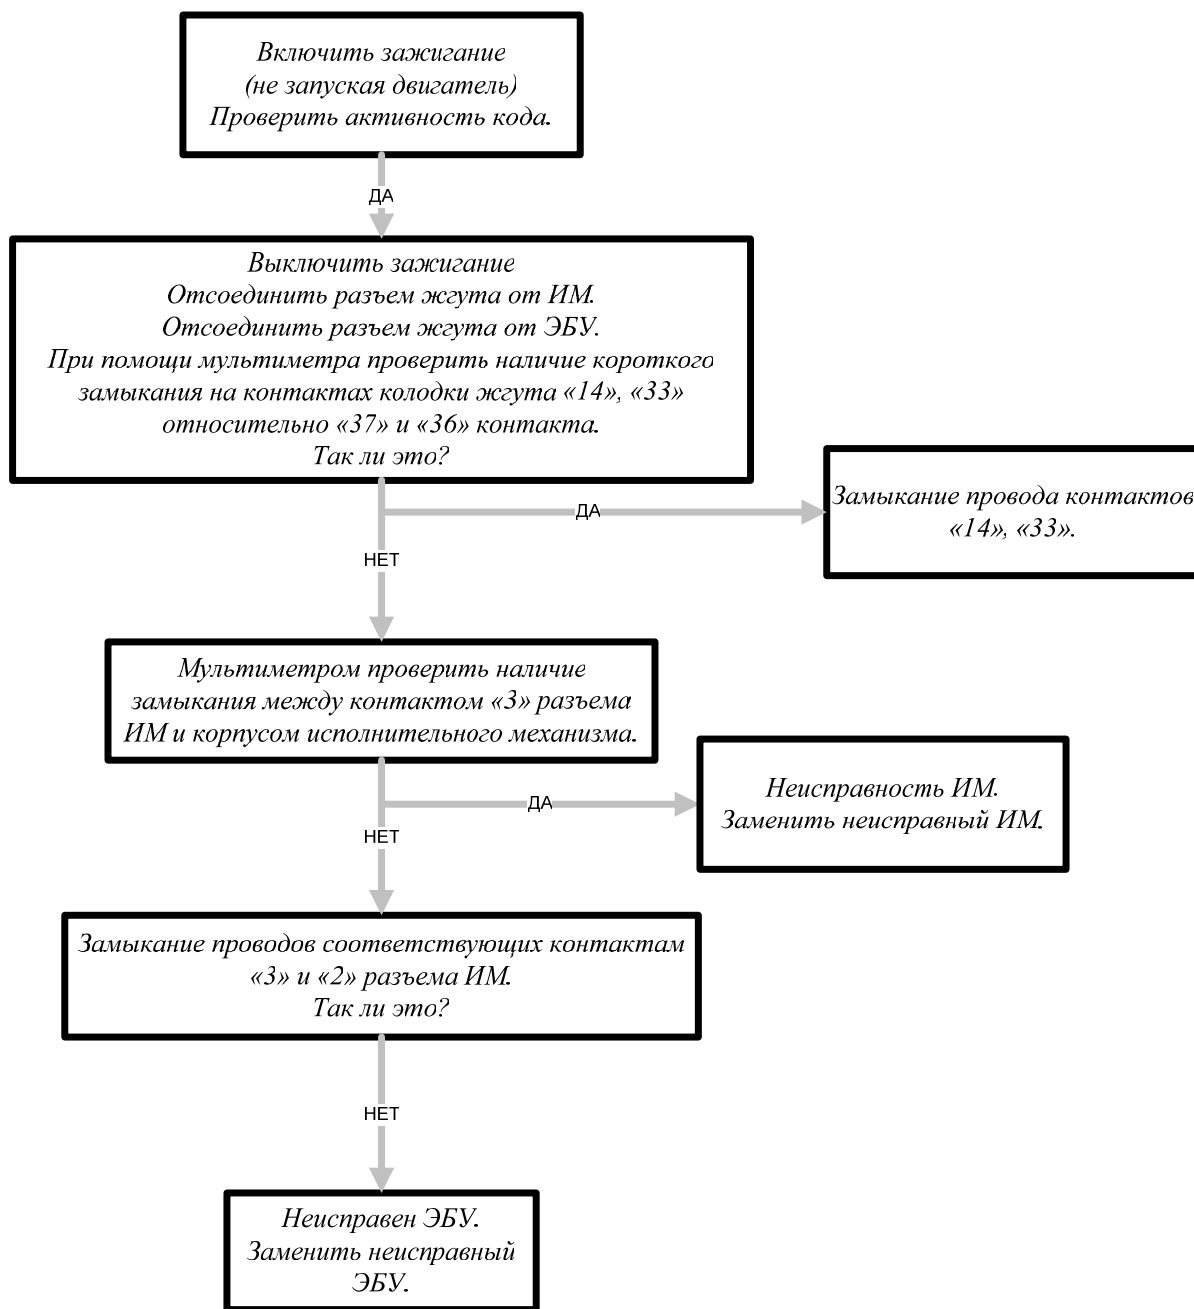 Включить зажигание
(не запуская двигатель)
Проверить активность кода.
ДА
Выключить зажигание
Отсоединить разъем жгута от ИМ.
Отсоединить разъем жгута от ЭБУ.
При помощи мультиметра проверить наличие короткого
замыкания на контактах колодки жгута «14», «33»
относительно «37» и «36» контакта.
Так ли это?
ДА
Замыкание провода контактов
«14», «33».
НЕТ
Мультиметром проверить наличие
замыкания между контактом «3» разъема
ИМ и корпусом исполнительного механизма.
ДА
Неисправность ИМ.
Заменить неисправный ИМ.
НЕТ
Замыкание проводов соответствующих контактам
«3» и «2» разъема ИМ.
Так ли это?
НЕТ
Неисправен ЭБУ.
Заменить неисправный
ЭБУ.